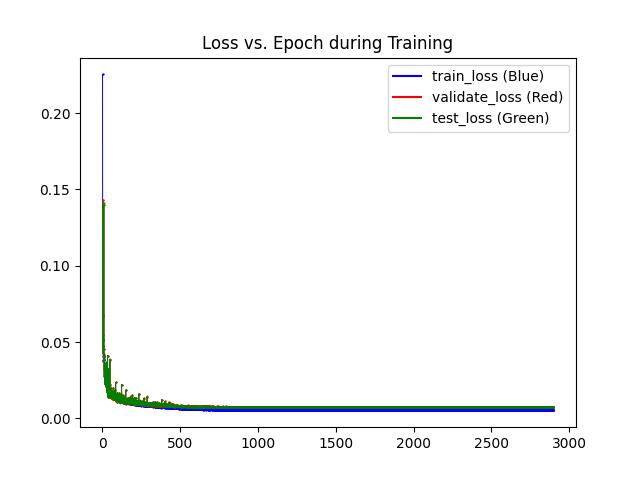 Loss vs. Epoch during Training
train_loss (Blue)
validate_loss (Red)
test_loss (Green)
0.20
0.15
0.10
0.05
0.00
0 500 1000 1500 2000 2500 3000